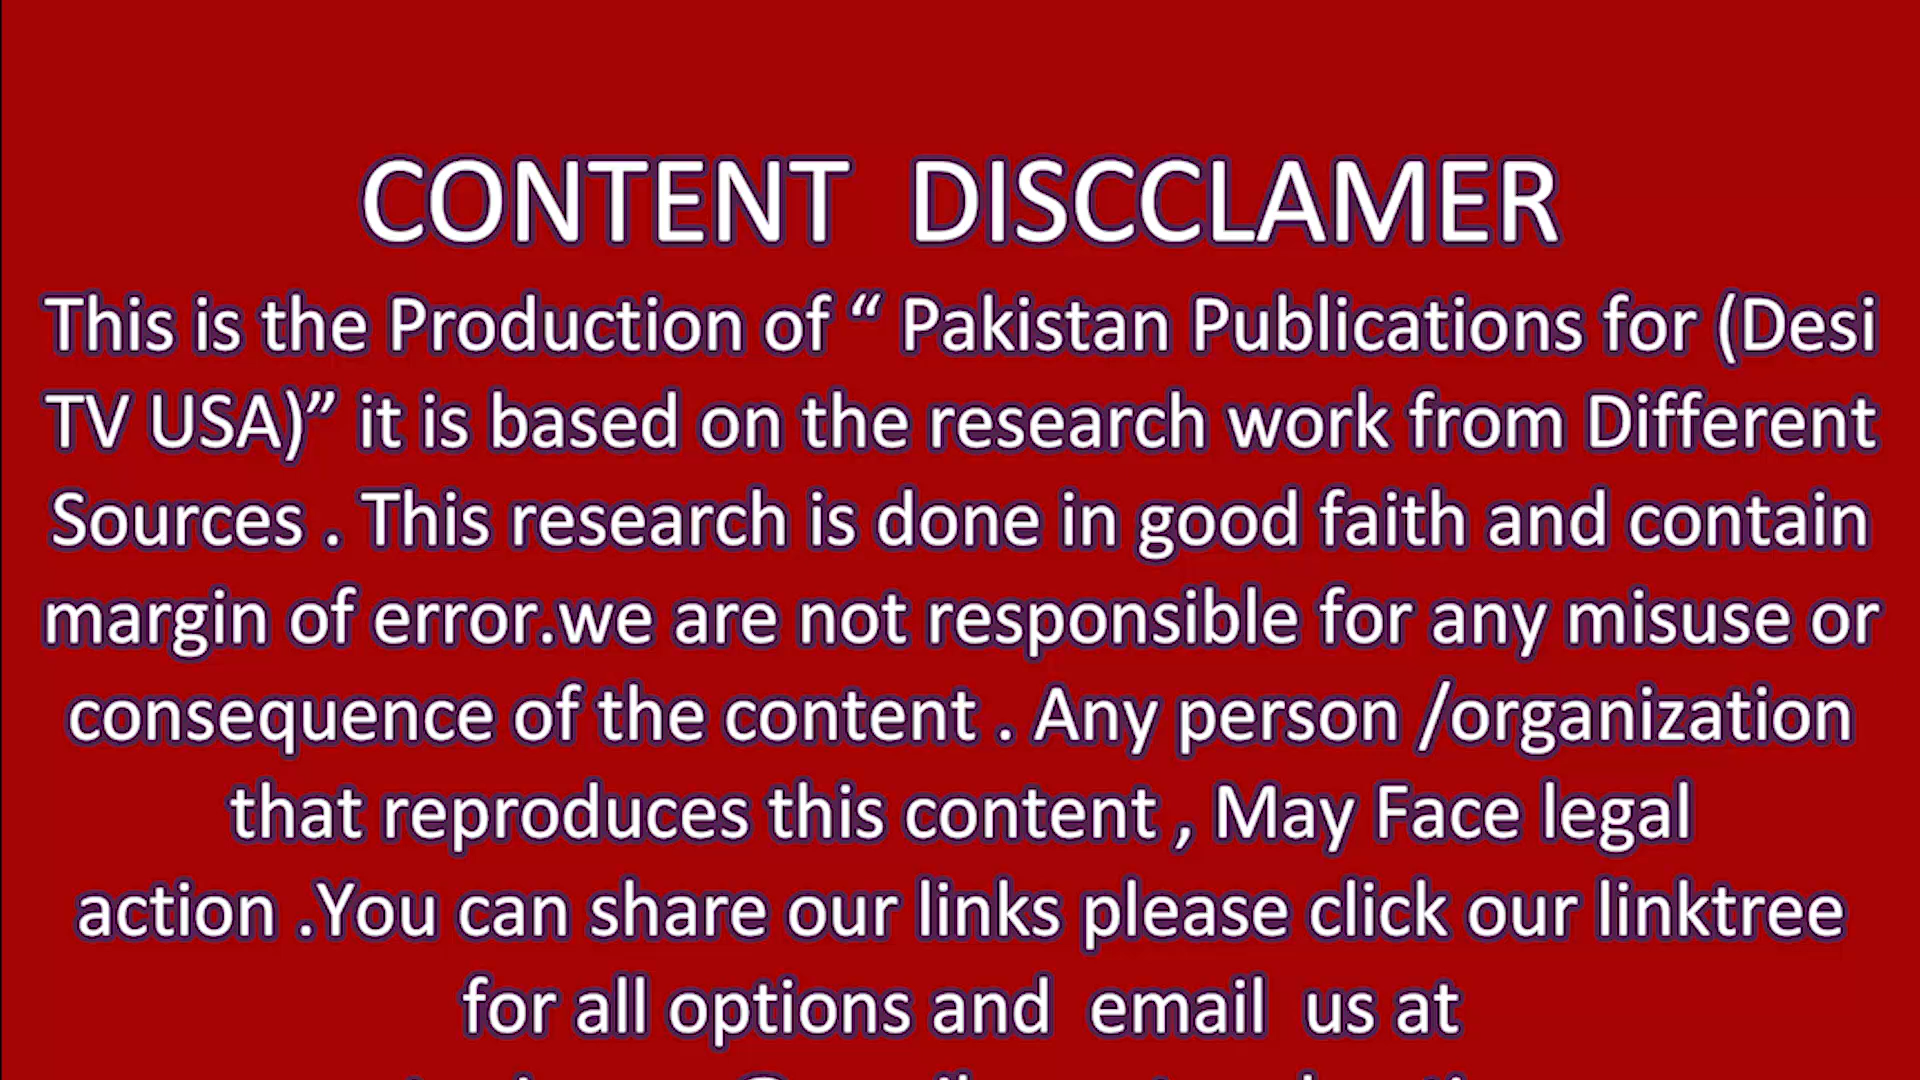 CONTENT DISCCLAMER
This is the Production of “ Pakistan Publications for (Desi
TV USA)” it is based on the research work from Different
Sources . This research is done in good faith and contain
margin of error.we are not responsible for any misuse or
consequence of the content . Any person /organization
that reproduces this content , May Face legal
action .You can share our links please click our linktree
for all options and email us at